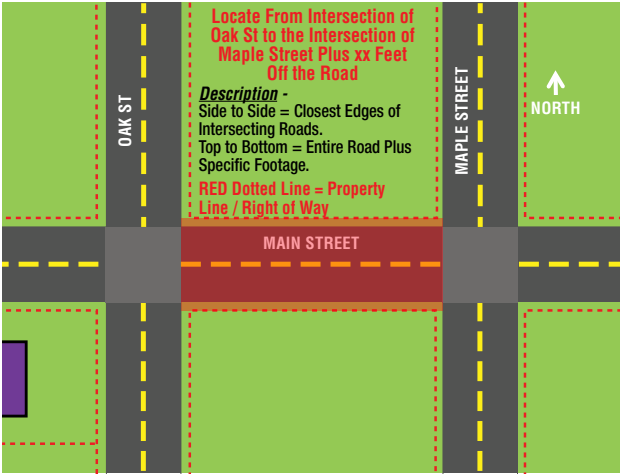 Locate From Intersection of
Oak St to the Intersection of
Maple Street Plus xx Feet
Off the Road
Description -
Side to Side = Closest Edges of
Intersecting Roads.
Top to Bottom = Entire Road Plus
Specific Footage.
RED Dotted Line = Property
Line / Right of Way
OAK ST
MAPLE STREET
NORTH
MAIN STREET